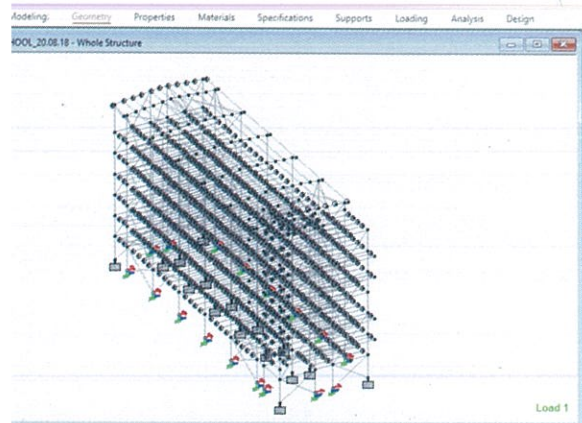 Modeling: Geometry Properties Materials Specifications Supports Loading Analysis Design
HOOL_20.08.18 - Whole Structure
Load 1